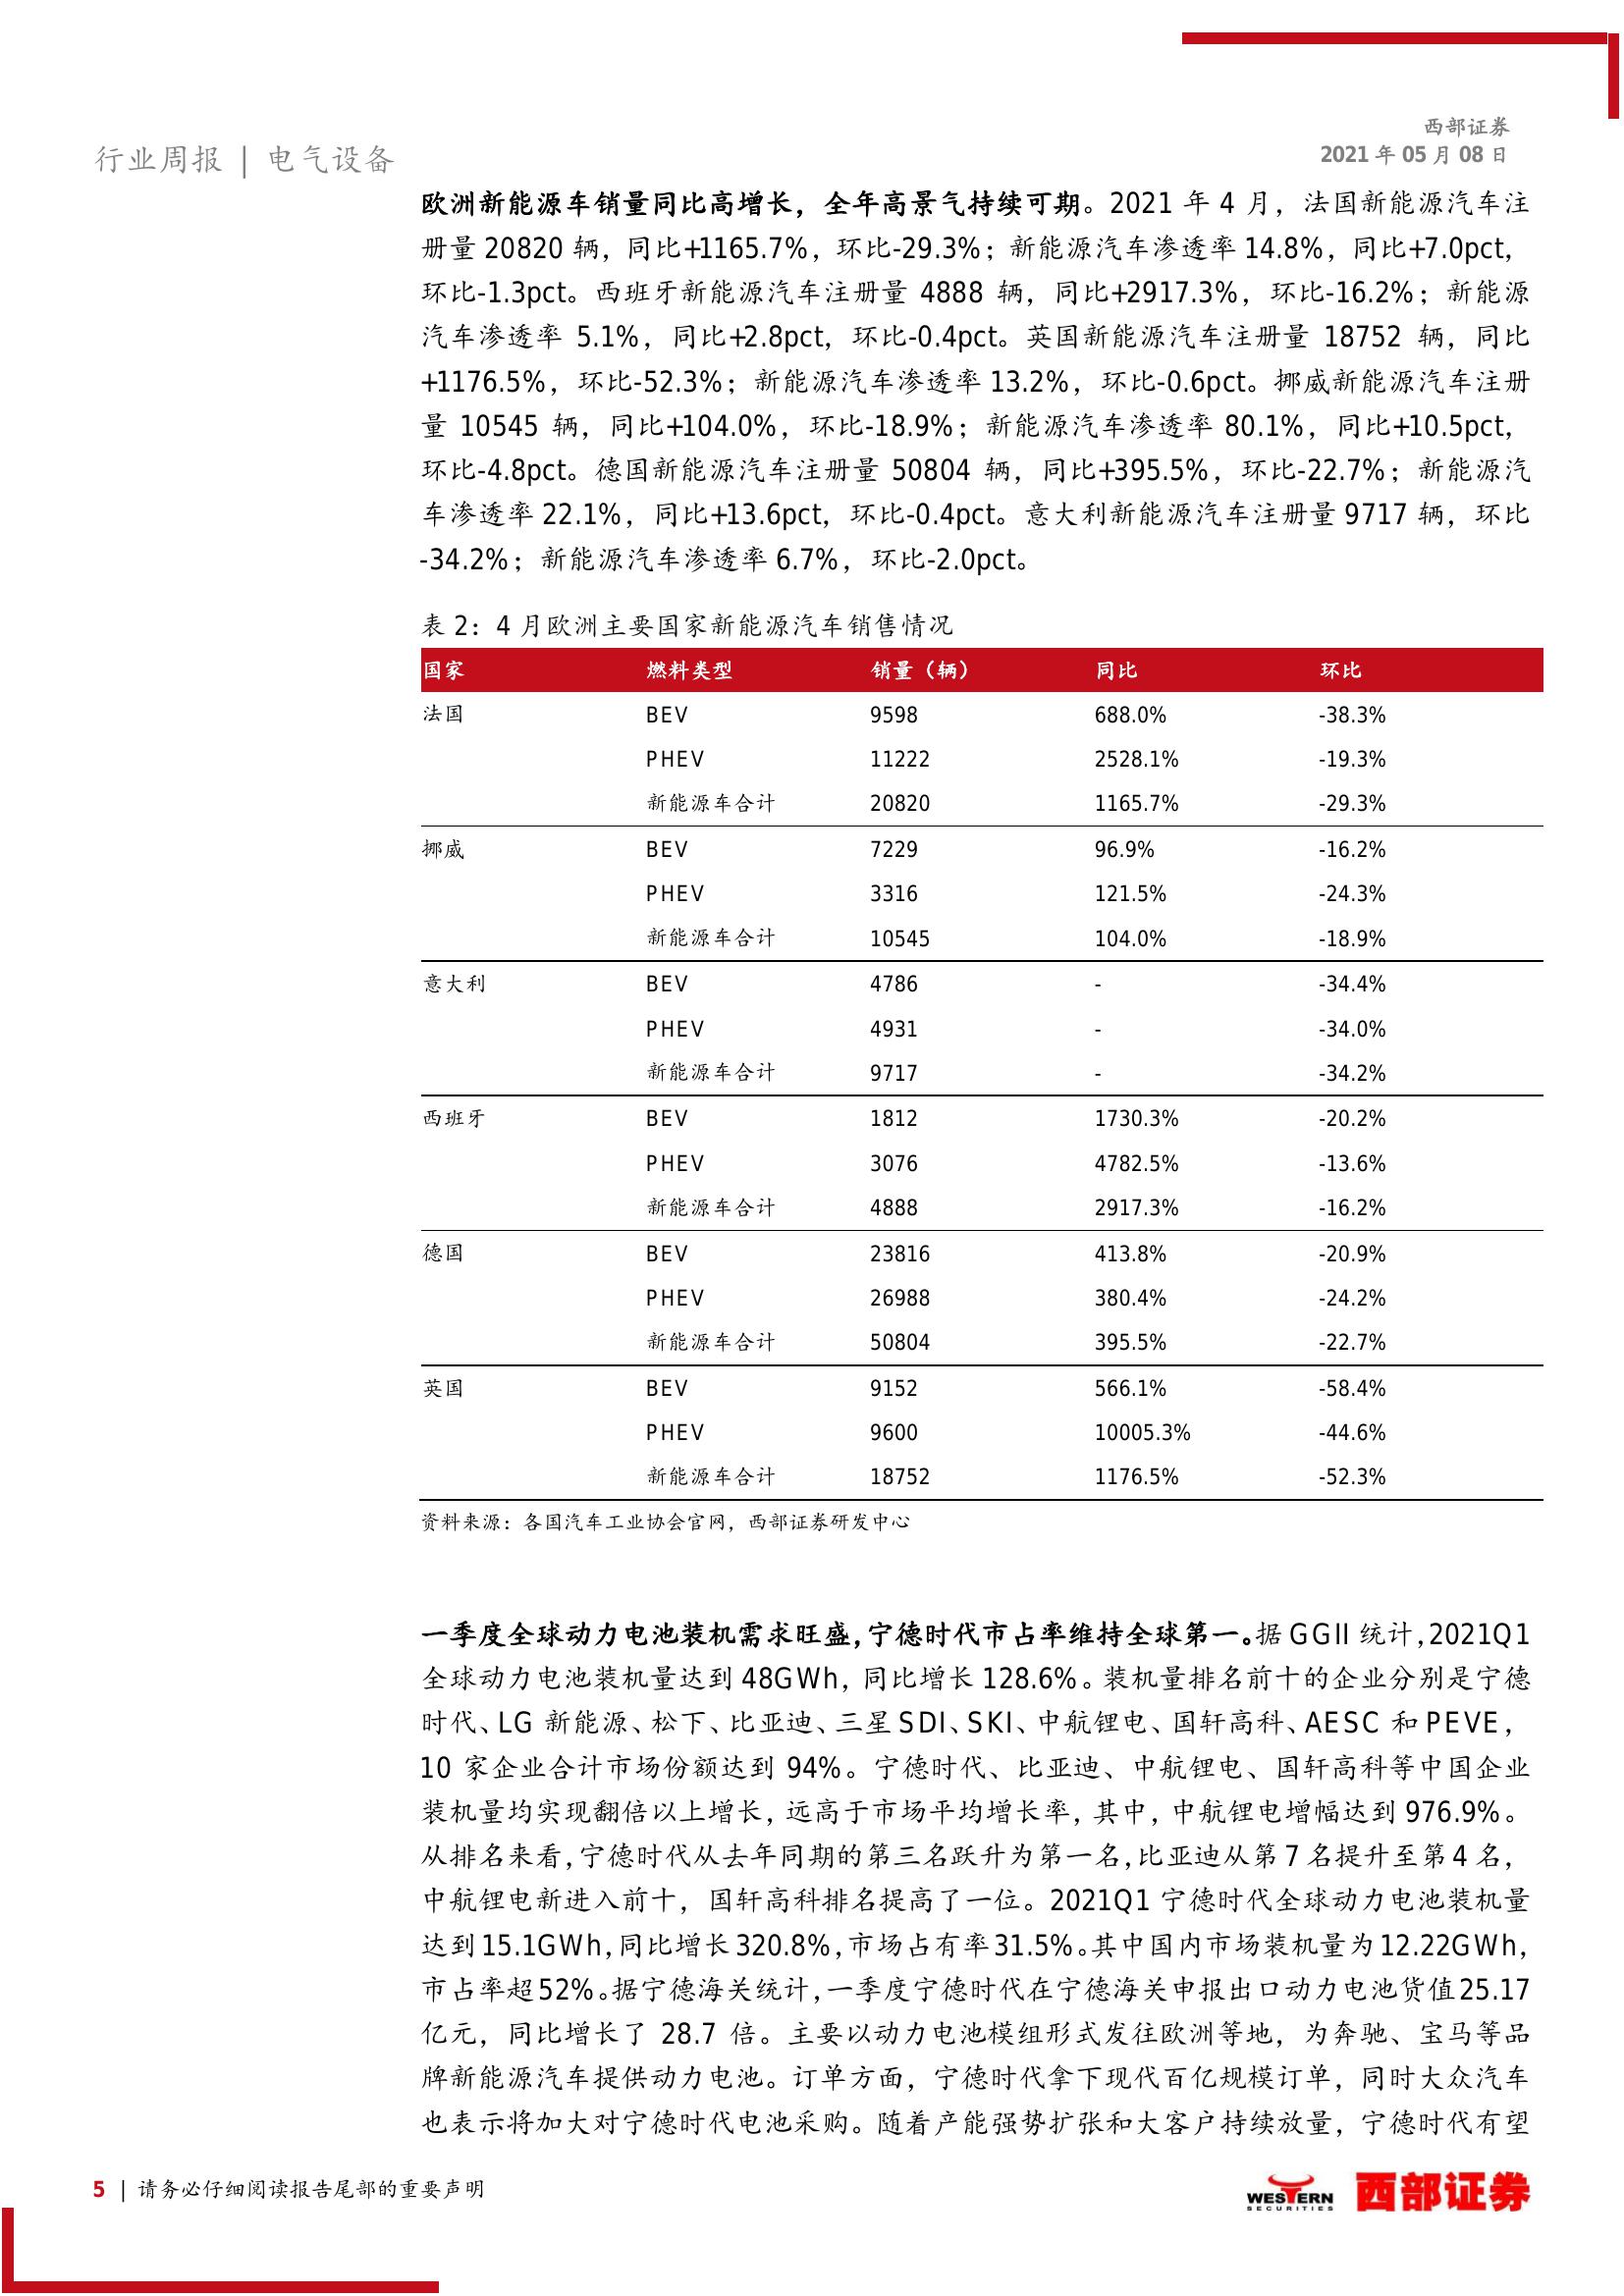 西部证券
2021 年 05 月 08 日
行业周报 | 电气设备
欧洲新能源车销量同比高增长，全年高景气持续可期。2021 年 4 月，法国新能源汽车注
册量 20820 辆，同比+1165.7%，环比-29.3%；新能源汽车渗透率 14.8%，同比+7.0pct，
环比-1.3pct。西班牙新能源汽车注册量 4888 辆，同比+2917.3%，环比-16.2%；新能源
汽车渗透率 5.1%，同比+2.8pct，环比-0.4pct。英国新能源汽车注册量 18752 辆，同比
+1176.5%，环比-52.3%；新能源汽车渗透率 13.2%，环比-0.6pct。挪威新能源汽车注册
量 10545 辆，同比+104.0%，环比-18.9%；新能源汽车渗透率 80.1%，同比+10.5pct，
环比-4.8pct。德国新能源汽车注册量 50804 辆，同比+395.5%，环比-22.7%；新能源汽
车渗透率 22.1%，同比+13.6pct，环比-0.4pct。意大利新能源汽车注册量 9717 辆，环比
-34.2%；新能源汽车渗透率 6.7%，环比-2.0pct。
表 2：4 月欧洲主要国家新能源汽车销售情况
国家 燃料类型 销量（辆） 同比 环比
法国 BEV 9598 688.0% -38.3%
PHEV 11222 2528.1% -19.3%
新能源车合计 20820 1165.7% -29.3%
挪威 BEV 7229 96.9% -16.2%
PHEV 3316 121.5% -24.3%
新能源车合计 10545 104.0% -18.9%
意大利 BEV 4786 - -34.4%
PHEV 4931 - -34.0%
新能源车合计 9717 - -34.2%
西班牙 BEV 1812 1730.3% -20.2%
PHEV 3076 4782.5% -13.6%
新能源车合计 4888 2917.3% -16.2%
德国 BEV 23816 413.8% -20.9%
PHEV 26988 380.4% -24.2%
新能源车合计 50804 395.5% -22.7%
英国 BEV 9152 566.1% -58.4%
PHEV 9600 10005.3% -44.6%
新能源车合计 18752 1176.5% -52.3%
资料来源：各国汽车工业协会官网，西部证券研发中心
一季度全球动力电池装机需求旺盛，宁德时代市占率维持全球第一。据 GGII 统计，2021Q1
全球动力电池装机量达到 48GWh，同比增长 128.6%。装机量排名前十的企业分别是宁德
时代、LG 新能源、松下、比亚迪、三星 SDI、SKI、中航锂电、国轩高科、AESC 和 PEVE，
10 家企业合计市场份额达到 94%。宁德时代、比亚迪、中航锂电、国轩高科等中国企业
装机量均实现翻倍以上增长，远高于市场平均增长率，其中，中航锂电增幅达到 976.9%。
从排名来看，宁德时代从去年同期的第三名跃升为第一名，比亚迪从第 7 名提升至第 4 名，
中航锂电新进入前十，国轩高科排名提高了一位。2021Q1 宁德时代全球动力电池装机量
达到 15.1GWh，同比增长 320.8%，市场占有率 31.5%。其中国内市场装机量为 12.22GWh，
市占率超 52%。据宁德海关统计，一季度宁德时代在宁德海关申报出口动力电池货值 25.17
亿元，同比增长了 28.7 倍。主要以动力电池模组形式发往欧洲等地，为奔驰、宝马等品
牌新能源汽车提供动力电池。订单方面，宁德时代拿下现代百亿规模订单，同时大众汽车
也表示将加大对宁德时代电池采购。随着产能强势扩张和大客户持续放量，宁德时代有望
5 | 请务必仔细阅读报告尾部的重要声明
WESTERN
SECURITIES
西部证券